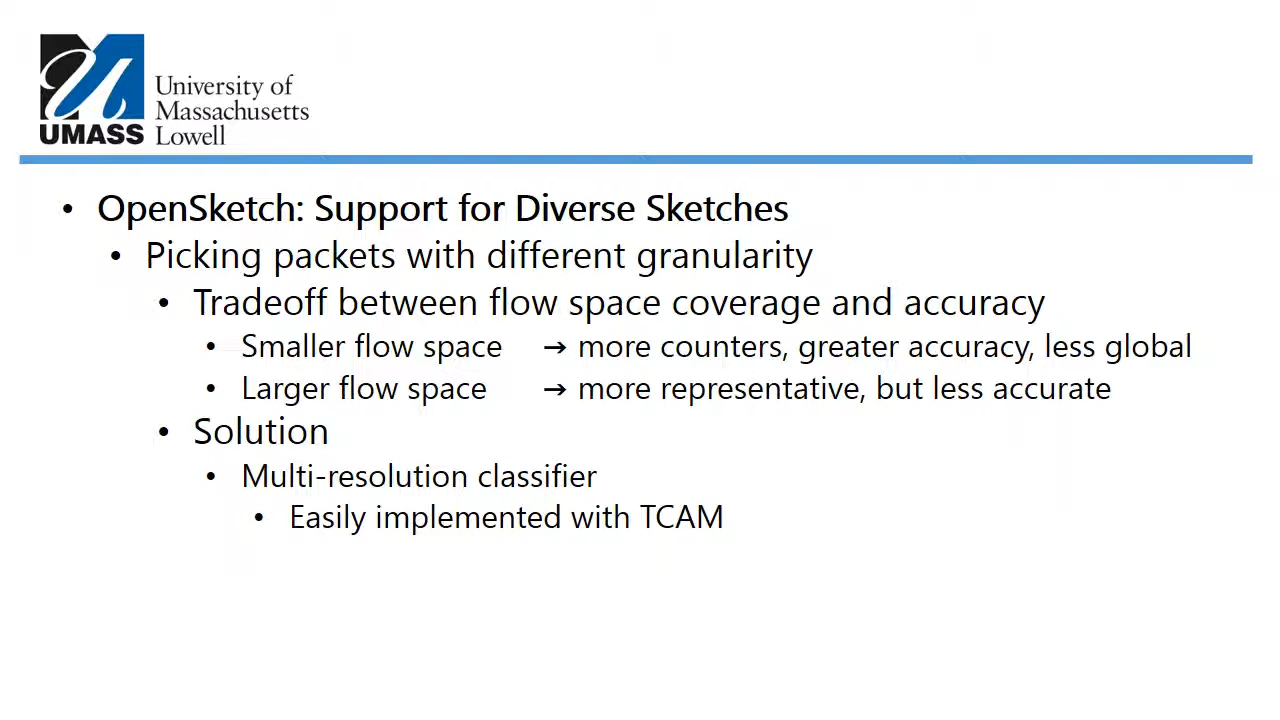 University of
Massachusetts
UMASS Lowell
• OpenSketch: Support for Diverse Sketches
• Picking packets with different granularity
• Tradeoff between flow space coverage and accuracy
• Smaller flow space → more counters, greater accuracy, less global
• Larger flow space → more representative, but less accurate
• Solution
• Multi-resolution classifier
• Easily implemented with TCAM